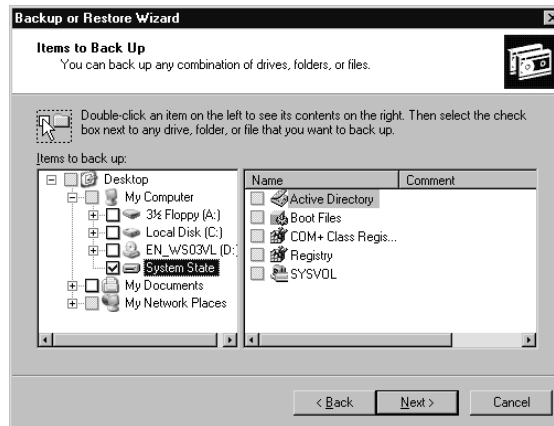 Backup or Restore Wizard
Items to Back Up
You can back up any combination of drives, folders, or files.
Double-click an item on the left to see its contents on the right. Then select the check
box next to any drive, folder, or file that you want to back up.
Items to back up:
Desktop
My Computer
3½ Floppy (A:)
Local Disk (C:)
EN_WS03VL (D:
System State
My Documents
My Network Places
Name Comment
Active Directory
Boot Files
COM+ Class Regis...
Registry
SYSVOL
< Back Next > Cancel